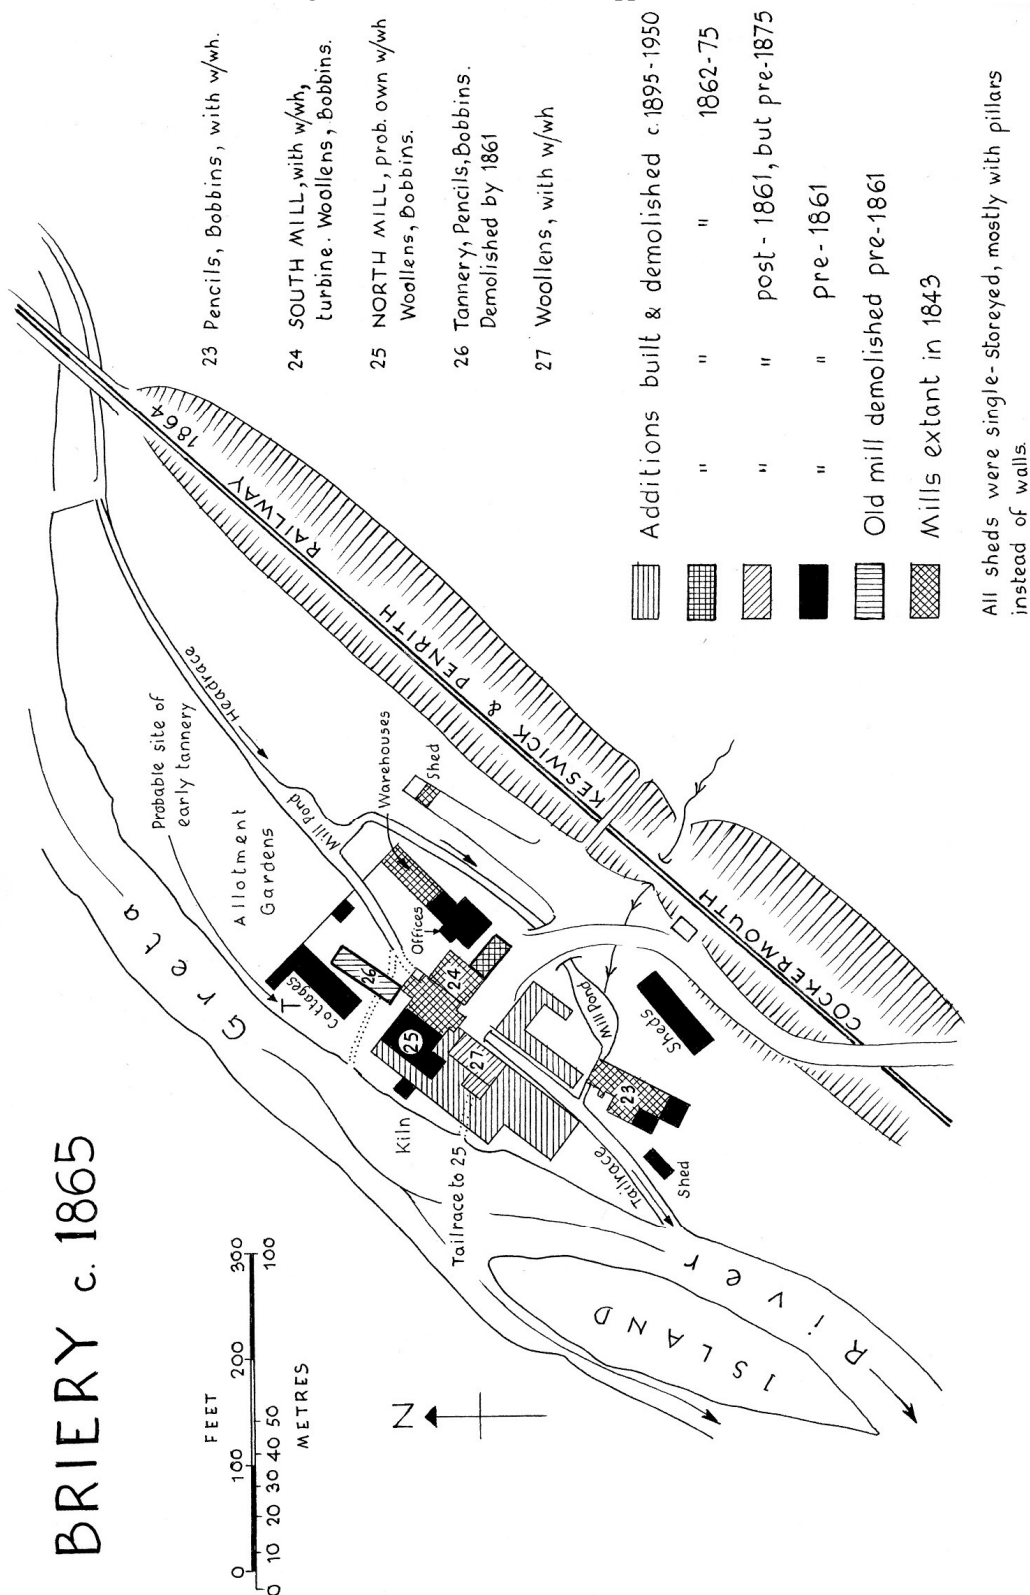 BRIERY c. 1865
FEET
0 100 200 300
0 10 20 30 40 50 100
METRES
N
River Greta
ISLAND
Probable site of
early tannery
Allotment
Gardens
Headrace
Mill Pond
Warehouses
Shed
Offices
T
Cottages
26
24
25
27
Kiln
Tailrace to 25
Mill Pond
23
Sheds
Shed
Tailrace
COCKERMOUTH KESWICK & PENRITH RAILWAY 1864
23 Pencils, Bobbins, with w/wh.
24 SOUTH MILL, with w/wh,
turbine. Woollens, Bobbins.
25 NORTH MILL, prob. own w/wh
Woollens, Bobbins.
26 Tannery, Pencils, Bobbins.
Demolished by 1861
27 Woollens, with w/wh
Additions built & demolished c. 1895-1950
" " " 1862-75
" " post-1861, but pre-1875
" " pre-1861
Old mill demolished pre-1861
Mills extant in 1843
All sheds were single-storeyed, mostly with pillars
instead of walls.